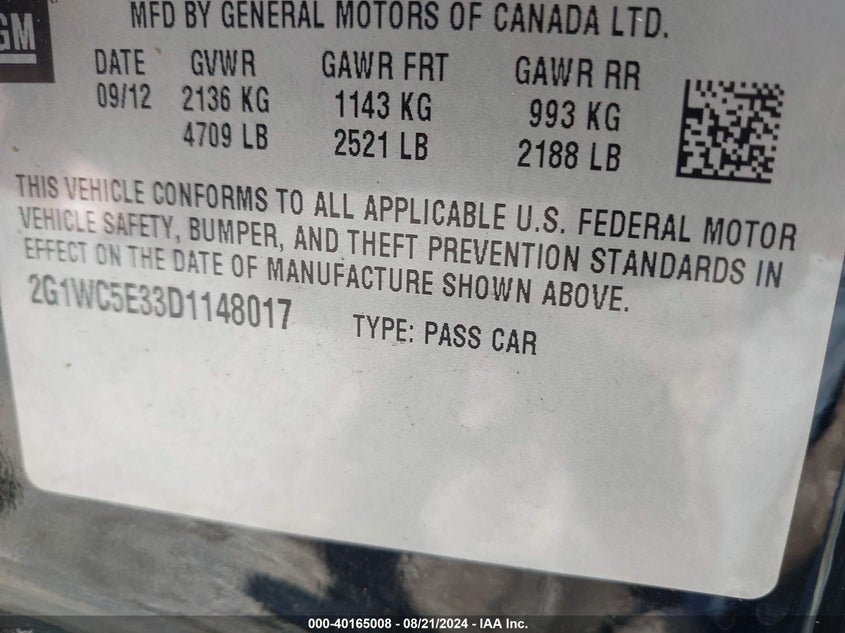 GM
MFD BY GENERAL MOTORS OF CANADA LTD.
DATE GVWR GAWR FRT GAWR RR
09/12 2136 KG 1143 KG 993 KG
4709 LB 2521 LB 2188 LB
THIS VEHICLE CONFORMS TO ALL APPLICABLE U.S. FEDERAL MOTOR
VEHICLE SAFETY, BUMPER, AND THEFT PREVENTION STANDARDS IN
EFFECT ON THE DATE OF MANUFACTURE SHOWN ABOVE.
2G1WC5E33D1148017 TYPE: PASS CAR
000-40165008 - 08/21/2024 - IAA Inc.